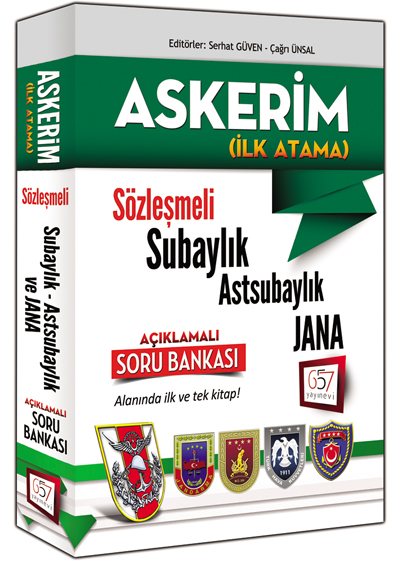 Editörler: Serhat GÜVEN - Çağrı ÜNSAL
ASKERİM
(İLK ATAMA)
Sözleşmeli
Subaylık
Astsubaylık
JANA
AÇIKLAMALI
SORU BANKASI
Alanında ilk ve tek kitap!
657
yayınevi
ASKERİM
(İLK ATAMA)
Sözleşmeli
Subaylık - Astsubaylık
ve JANA
AÇIKLAMALI
SORU
BANKASI
657
yayınevi
JANDARMA
1911